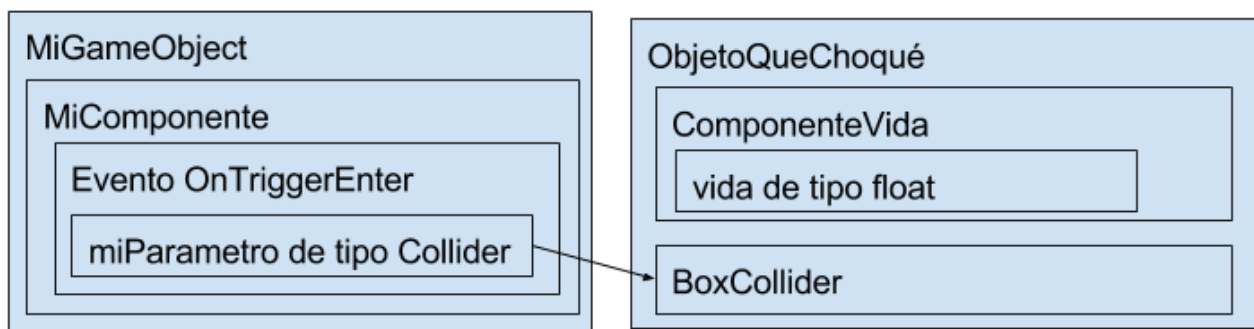 MiGameObject
MiComponente
Evento OnTriggerEnter
miParametro de tipo Collider
ObjetoQueChoqué
ComponenteVida
vida de tipo float
BoxCollider